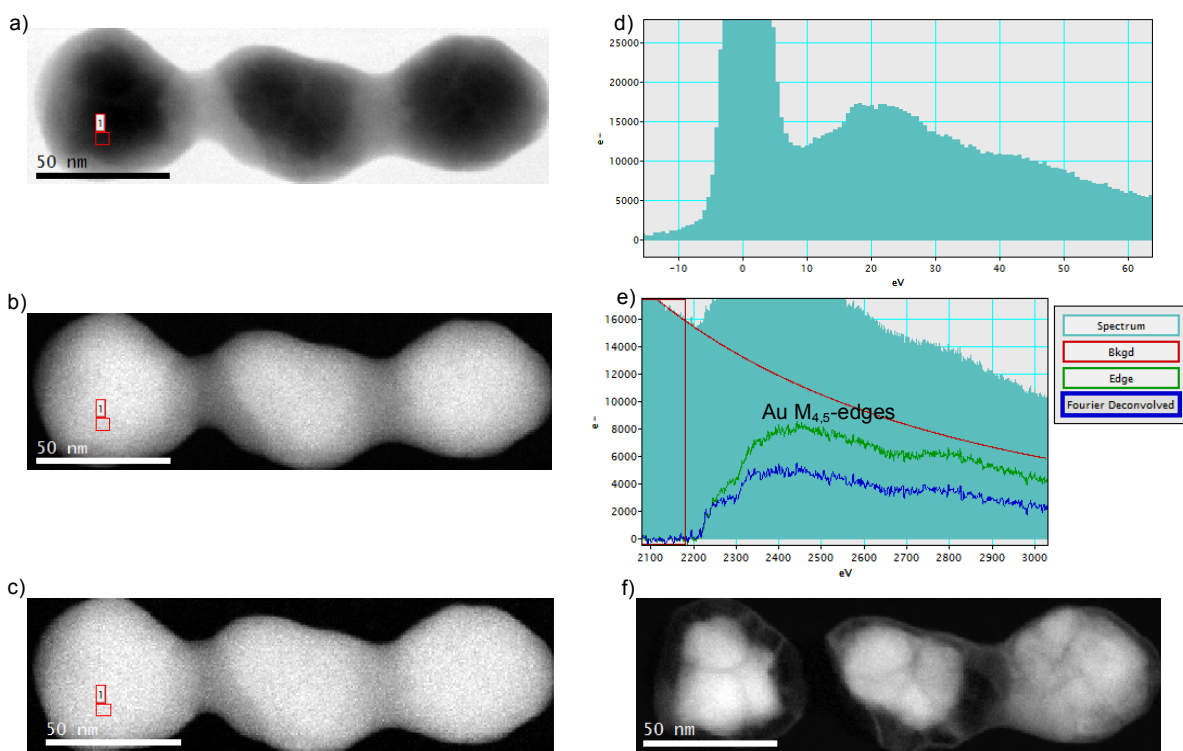 a)
1
50 nm
b)
1
50 nm
c)
1
50 nm
d)
25000
20000
15000
10000
5000
0
e-
-10 0 10 20 30 40 50 60
eV
e)
16000
14000
12000
10000
8000
6000
4000
2000
0
e-
Au M4,5-edges
2100 2200 2300 2400 2500 2600 2700 2800 2900 3000
eV
Spectrum
Bkgd
Edge
Fourier Deconvolved
f)
50 nm